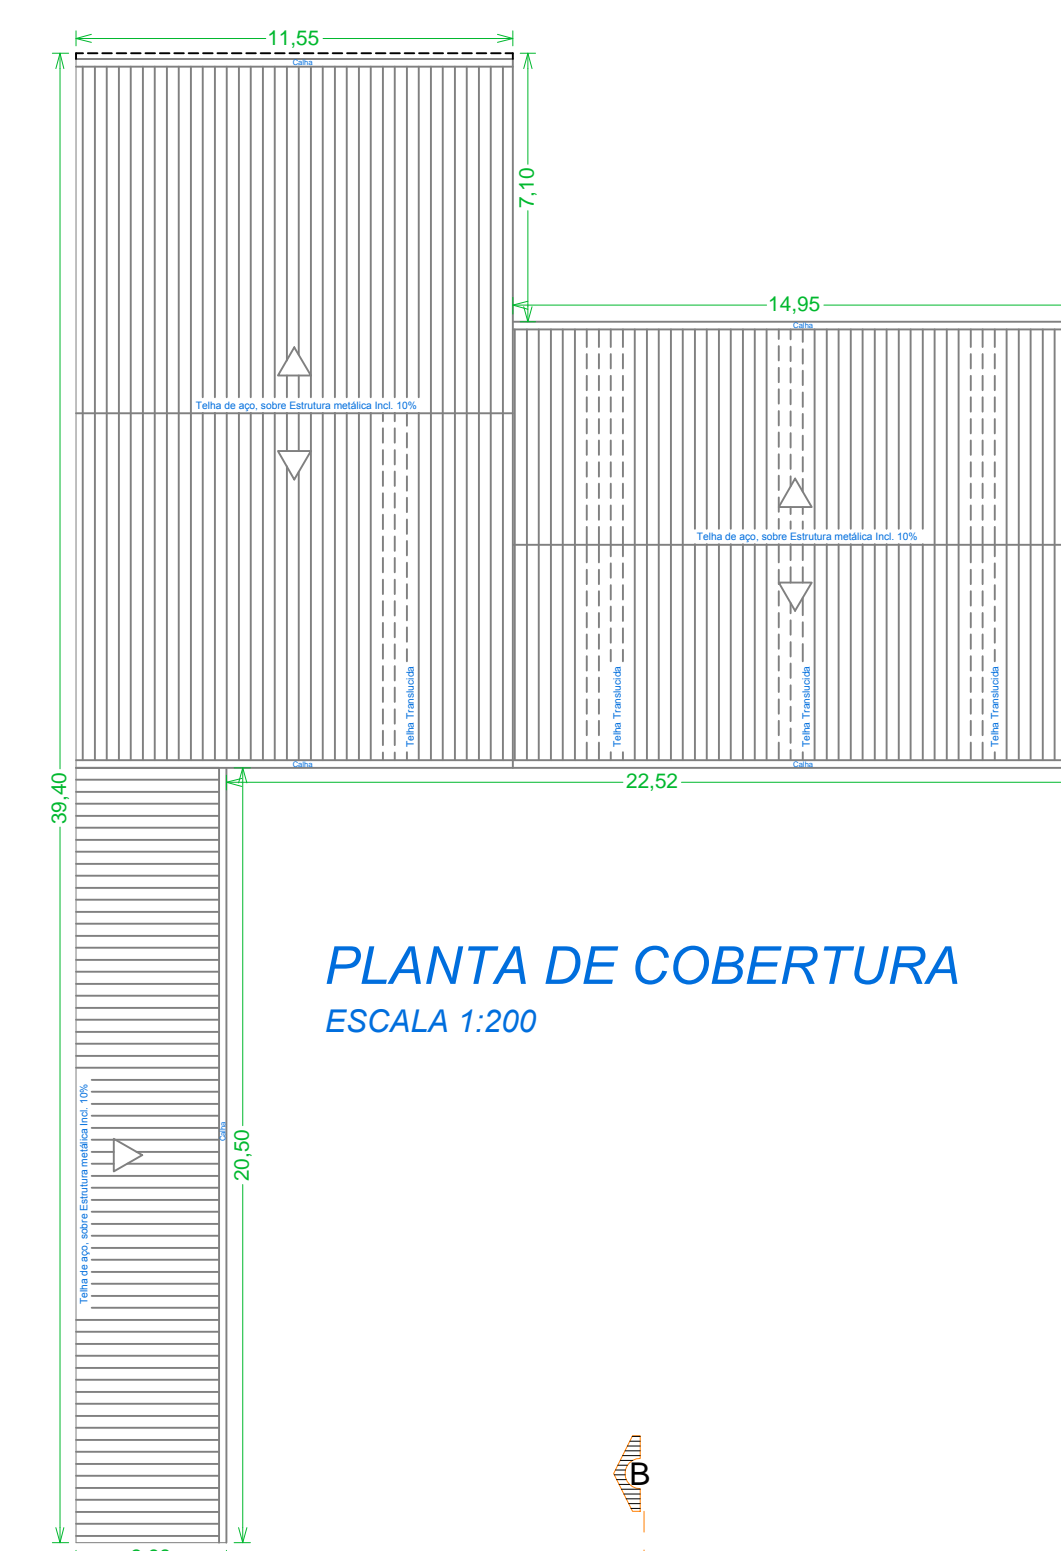 11,55
Calha
7,10
14,95
Calha
Telha de aço, sobre Estrutura metálica Incl. 10%
Telha de aço, sobre Estrutura metálica Incl. 10%
Telha Translucida
Telha Translucida
Telha Translucida
Telha Translucida
Calha
Calha
39,40
22,52
PLANTA DE COBERTURA
ESCALA 1:200
Telha de aço, sobre Estrutura metálica Incl. 10%
Calha
20,50
B